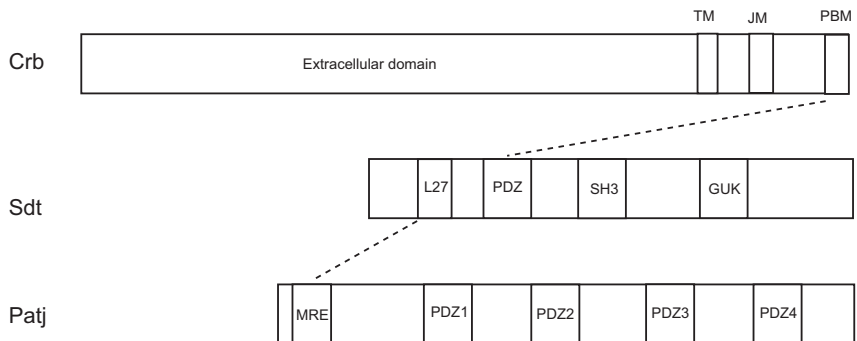 TM JM PBM
Crb Extracellular domain
Sdt L27 PDZ SH3 GUK
Patj MRE PDZ1 PDZ2 PDZ3 PDZ4